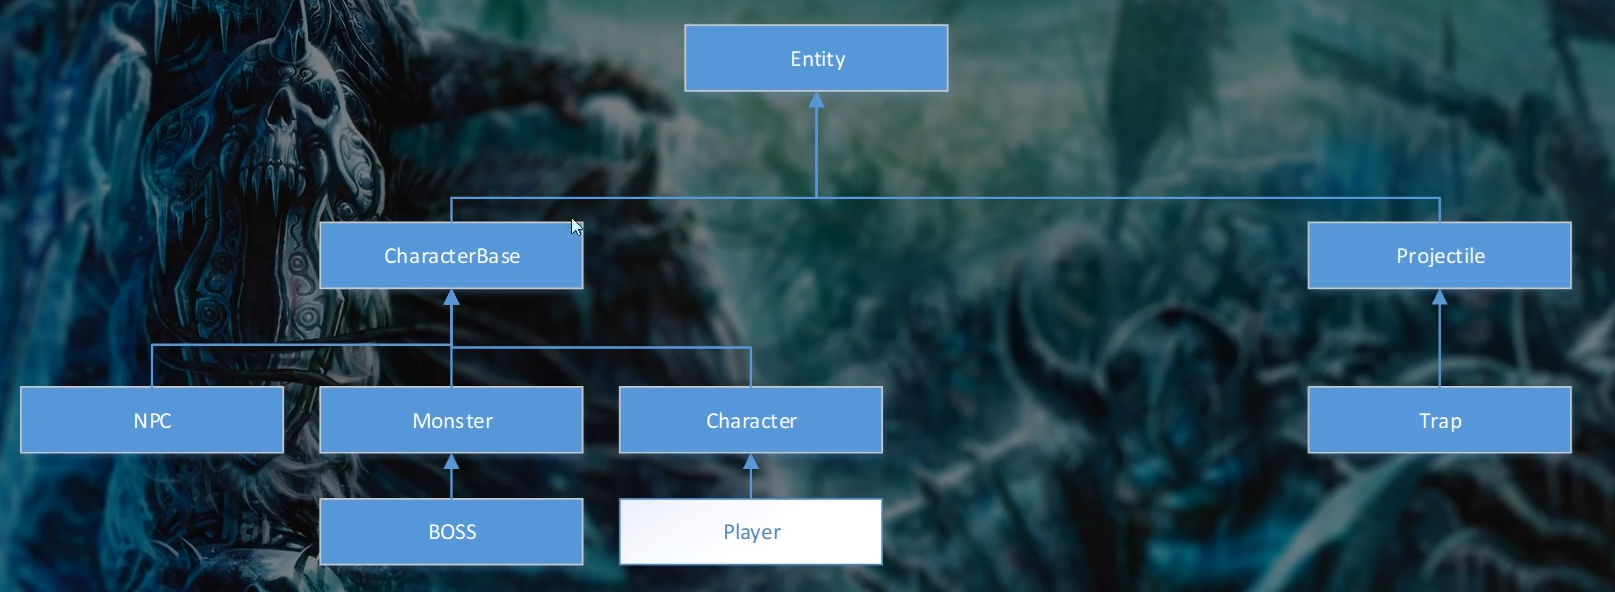 Entity
CharacterBase
Projectile
NPC
Monster
Character
Trap
BOSS
Player